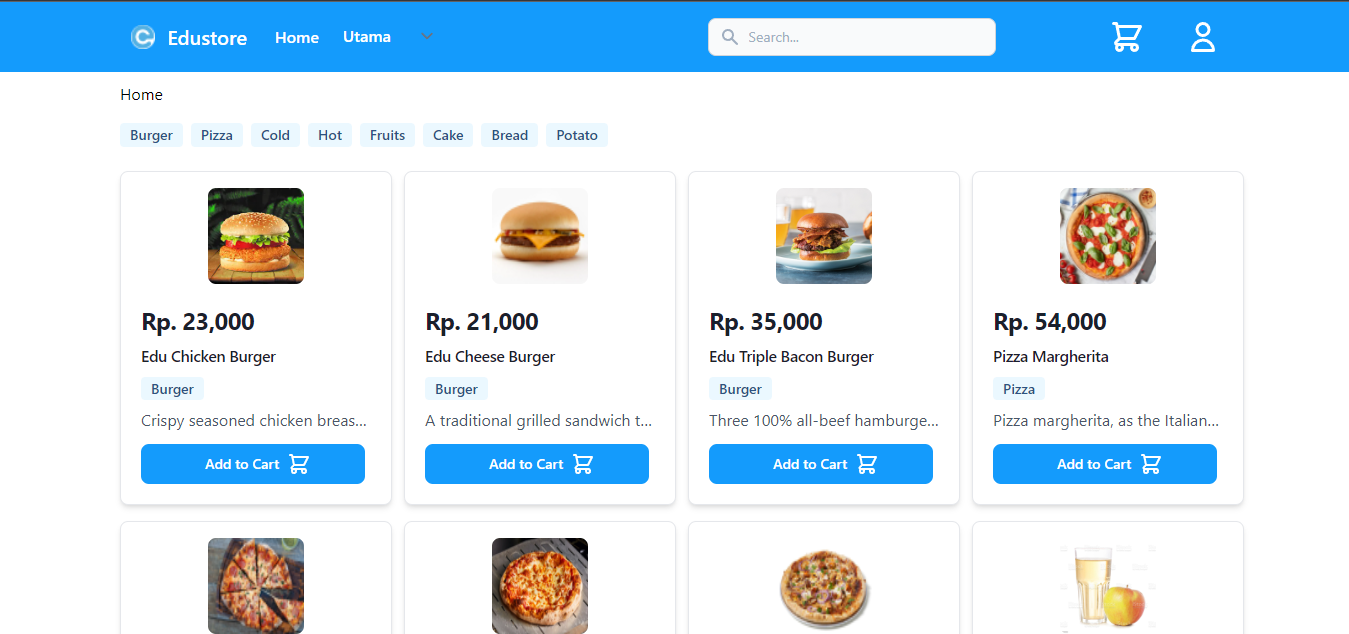 Edustore Home Utama Search...
Home
Burger Pizza Cold Hot Fruits Cake Bread Potato
Rp. 23,000 Rp. 21,000 Rp. 35,000 Rp. 54,000
Edu Chicken Burger Edu Cheese Burger Edu Triple Bacon Burger Pizza Margherita
Burger Burger Burger Pizza
Crispy seasoned chicken breas... A traditional grilled sandwich t... Three 100% all-beef hamburge... Pizza margherita, as the Italian...
Add to Cart Add to Cart Add to Cart Add to Cart